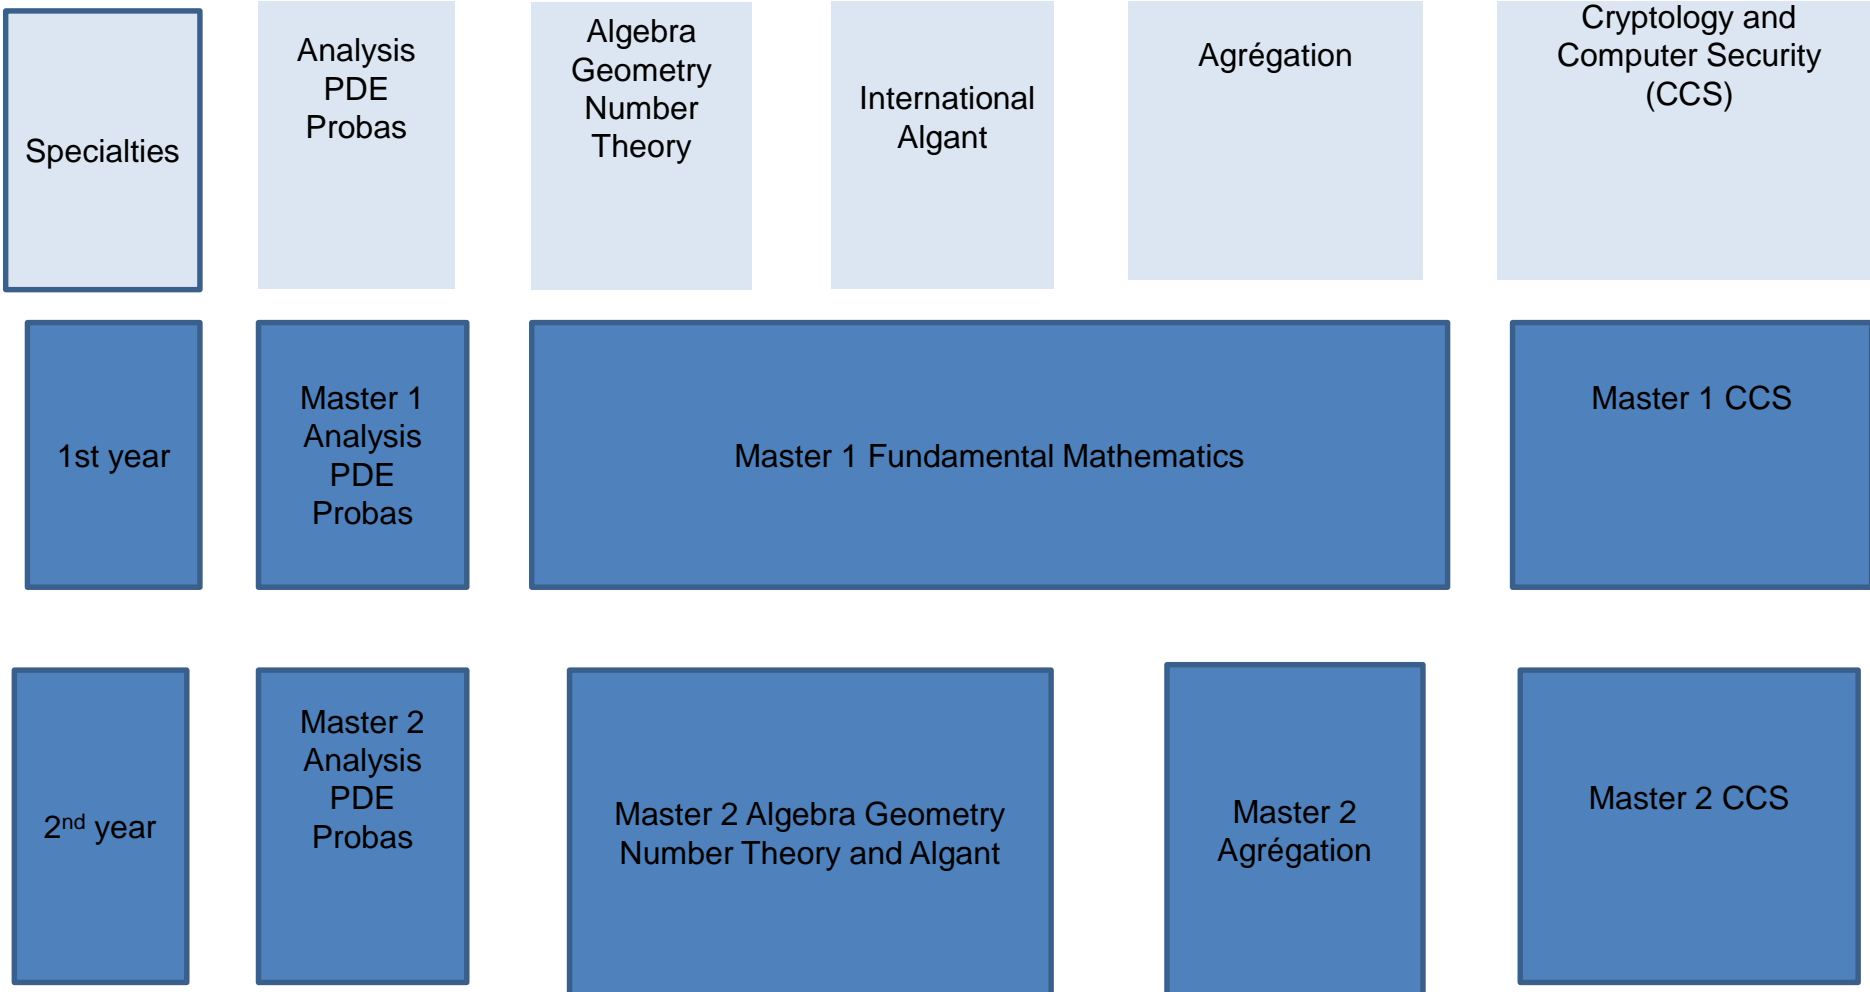 Specialties
Analysis
PDE
Probas
Algebra
Geometry
Number
Theory
International
Algant
Agrégation
Cryptology and
Computer Security
(CCS)
1st year
Master 1
Analysis
PDE
Probas
Master 1 Fundamental Mathematics
Master 1 CCS
2nd year
Master 2
Analysis
PDE
Probas
Master 2 Algebra Geometry
Number Theory and Algant
Master 2
Agrégation
Master 2 CCS